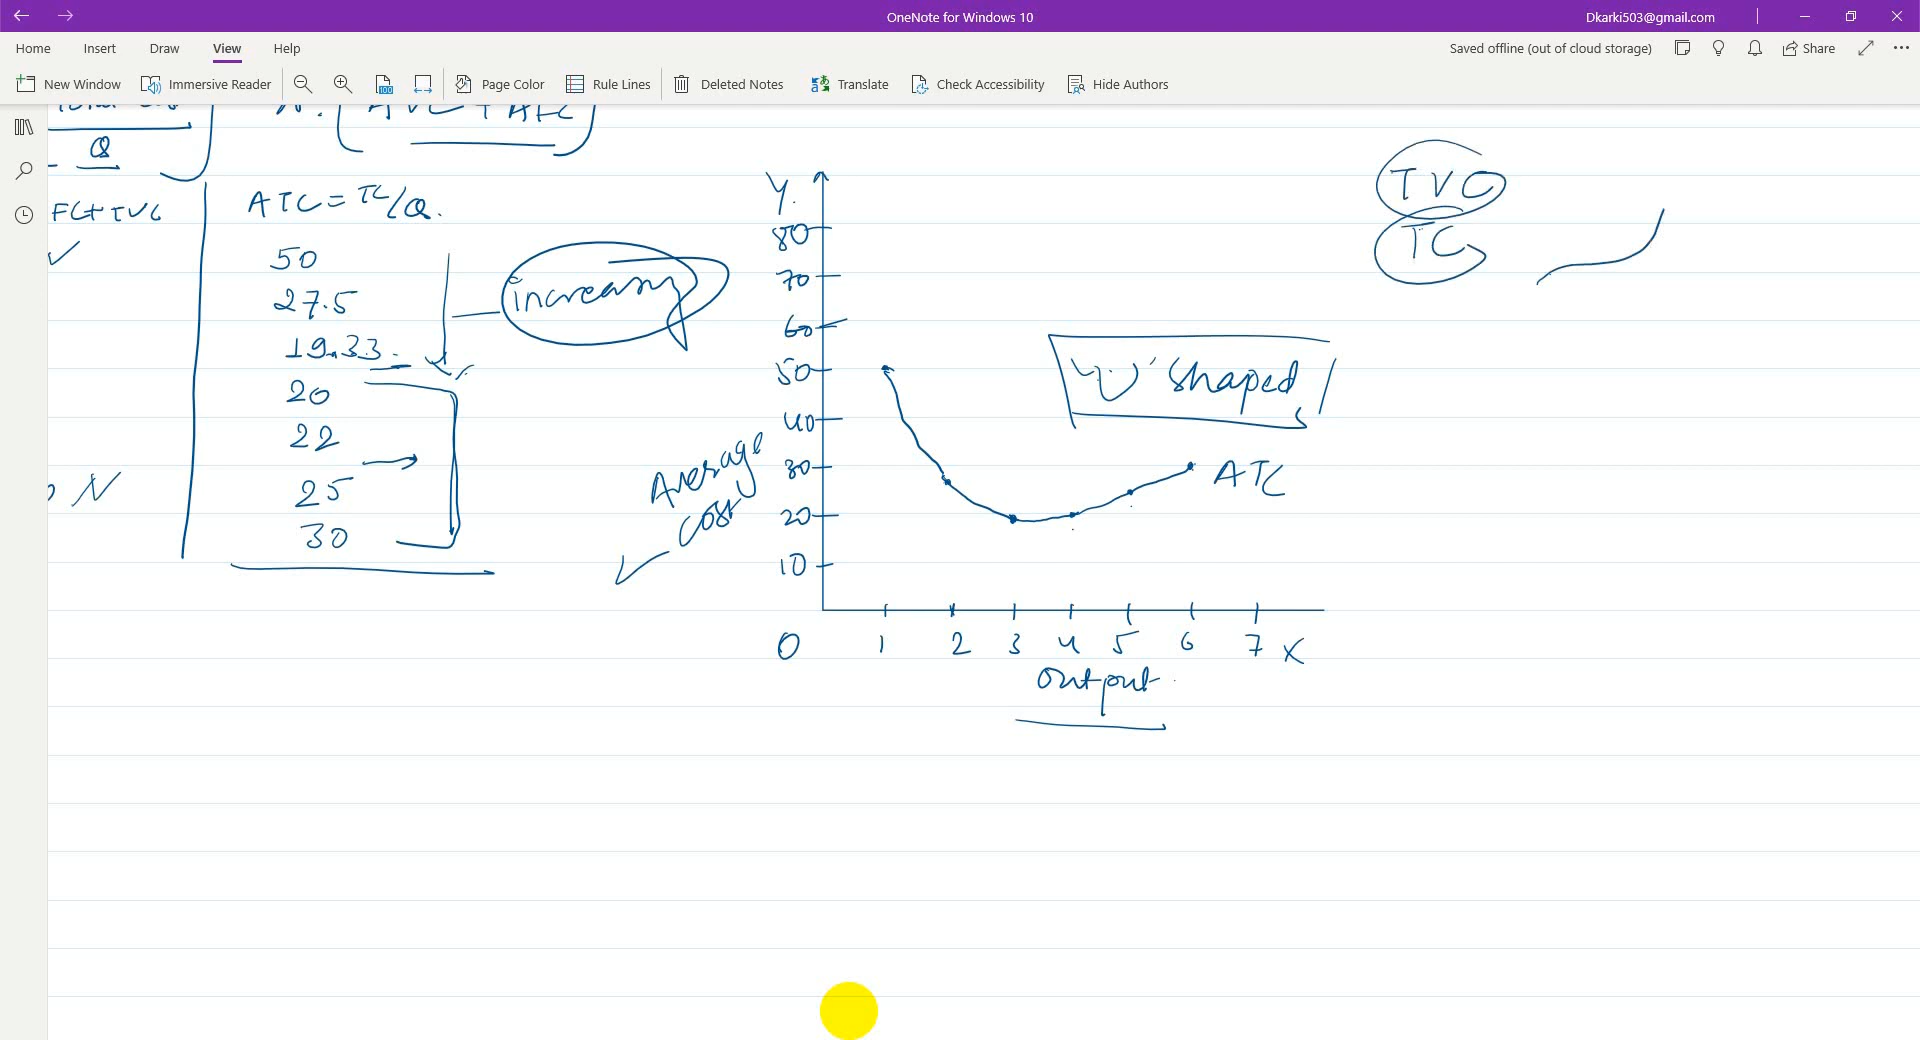 OneNote for Windows 10
Dkarki503@gmail.com
Home Insert Draw View Help
Saved offline (out of cloud storage) Share
New Window Immersive Reader 100 Page Color Rule Lines Deleted Notes Translate Check Accessibility Hide Authors
Q
AVC + AFC
FC+TVC
ATC = TC/Q.
50
27.5
19.33
20
22
25
30
increasing
N
Average
cost
Y
80
70
60
50
40
30
20
10
O 1 2 3 4 5 6 7 X
output
ATC
'U' shaped
TVC
TC